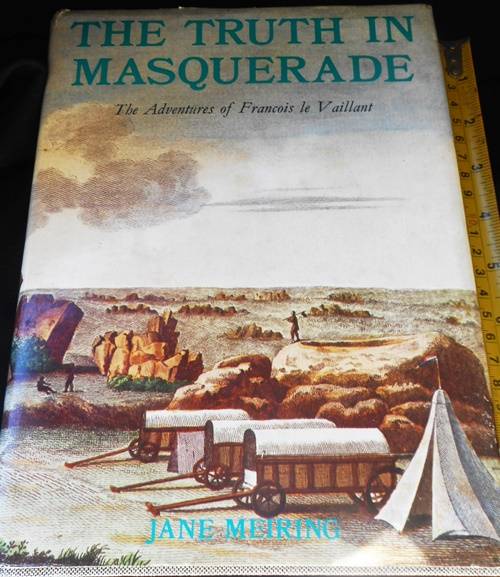 THE TRUTH IN
MASQUERADE
The Adventures of Francois le Vaillant
JANE MEIRING